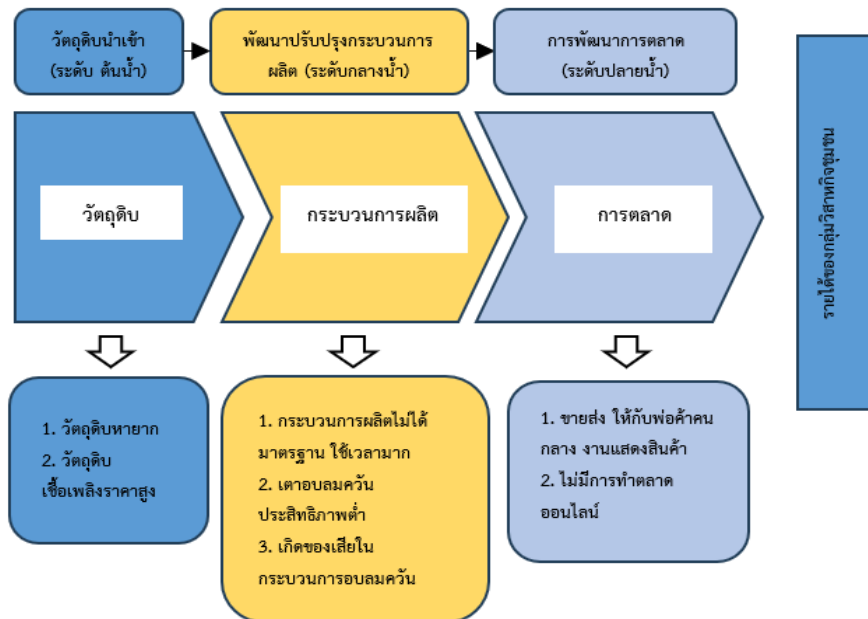 วัตถุดิบนำเข้า
(ระดับ ต้นน้ำ)
พัฒนาปรับปรุงกระบวนการ
ผลิต (ระดับกลางน้ำ)
การพัฒนาการตลาด
(ระดับปลายน้ำ)
วัตถุดิบ
กระบวนการผลิต
การตลาด
รายได้ของกลุ่มวิสาหกิจชุมชน
1. วัตถุดิบหายาก
2. วัตถุดิบ
เชื้อเพลิงราคาสูง
1. กระบวนการผลิตไม่ได้
มาตรฐาน ใช้เวลามาก
2. เตาอบลมควัน
ประสิทธิภาพต่ำ
3. เกิดของเสียใน
กระบวนการอบลมควัน
1. ขายส่ง ให้กับพ่อค้าคน
กลาง งานแสดงสินค้า
2. ไม่มีการทำตลาด
ออนไลน์